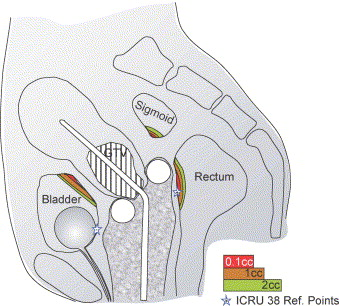 Sigmoid
Rectum
Bladder
0.1cc
1cc
2cc
ICRU 38 Ref. Points